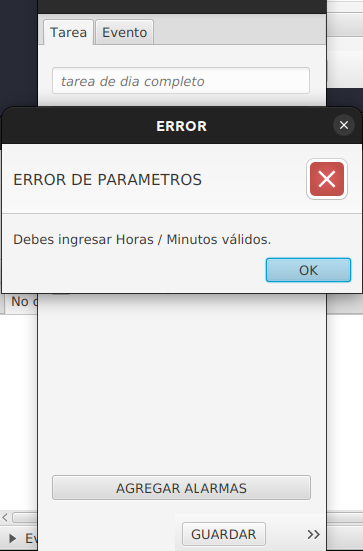 Tarea Evento
tarea de dia completo
ERROR
ERROR DE PARAMETROS
Debes ingresar Horas / Minutos válidos.
OK
No
AGREGAR ALARMAS
GUARDAR